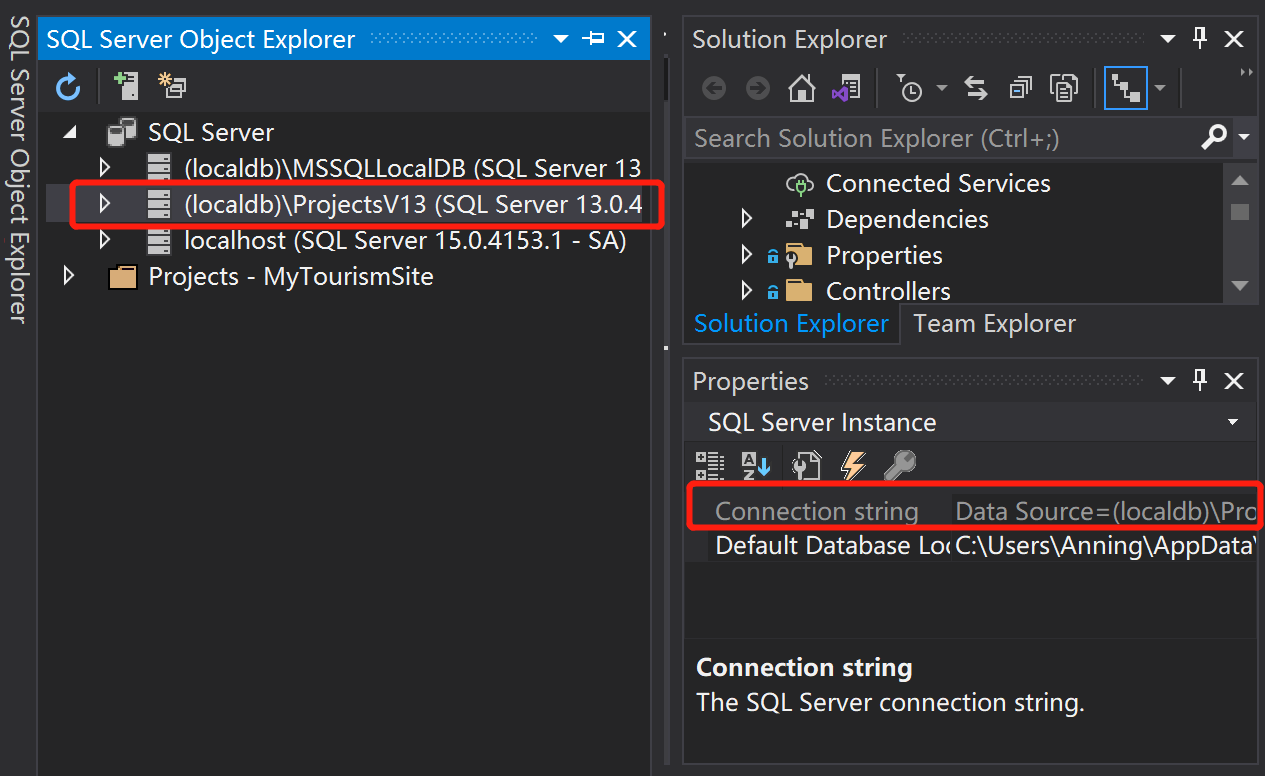 SQL Server Object Explorer
SQL Server Object Explorer
SQL Server
(localdb)\MSSQLLocalDB (SQL Server 13
(localdb)\ProjectsV13 (SQL Server 13.0.4
localhost (SQL Server 15.0.4153.1 - SA)
Projects - MyTourismSite
Solution Explorer
Search Solution Explorer (Ctrl+;)
Connected Services
Dependencies
Properties
Controllers
Solution Explorer
Team Explorer
Properties
SQL Server Instance
Connection string Data Source=(localdb)\Pro
Default Database Loc C:\Users\Anning\AppData\
Connection string
The SQL Server connection string.